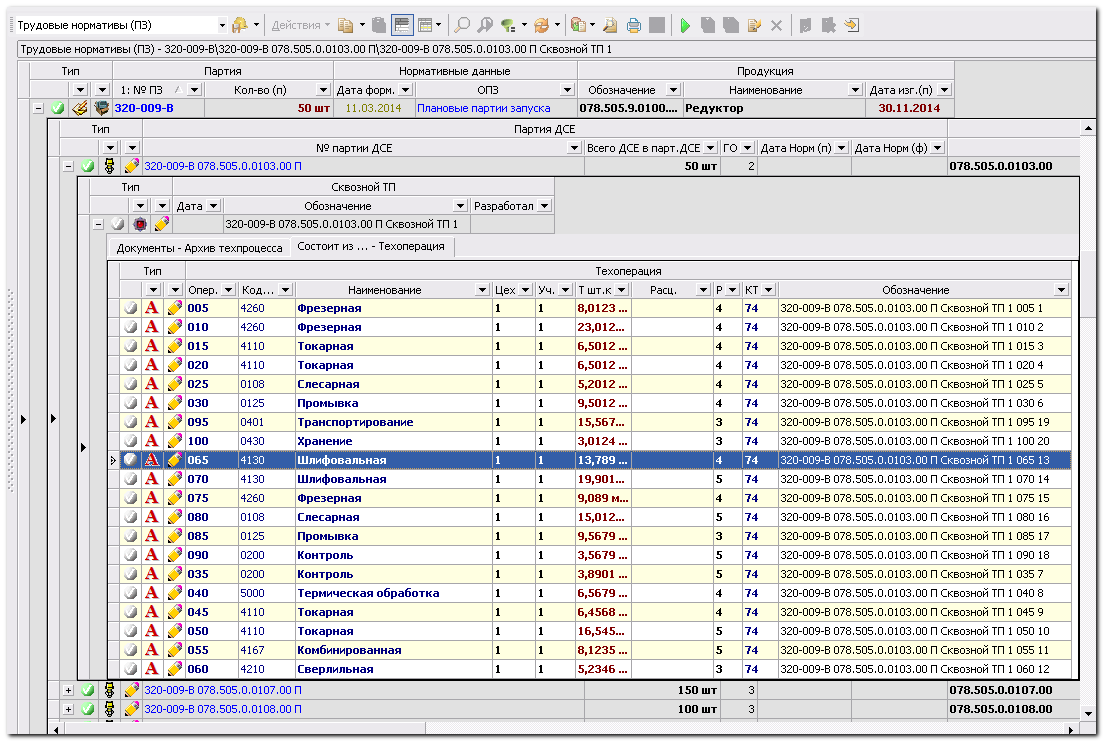 Трудовые нормативы (ПЗ) Действия
Трудовые нормативы (ПЗ) - 320-009-В\320-009-В 078.505.0.0103.00 П\320-009-В 078.505.0.0103.00 П Сквозной ТП 1
Тип Партия Нормативные данные Продукция
1: № ПЗ Кол-во (п) Дата форм. ОПЗ Обозначение Наименование Дата изг.(п)
320-009-В 50 шт 11.03.2014 Плановые партии запуска 078.505.9.0100.... Редуктор 30.11.2014
Тип Партия ДСЕ
№ партии ДСЕ Всего ДСЕ в парт.ДСЕ ГО Дата Норм (п) Дата Норм (ф)
320-009-В 078.505.0.0103.00 П 50 шт 2 078.505.0.0103.00
Тип Сквозной ТП
Дата Обозначение Разработал
320-009-В 078.505.0.0103.00 П Сквозной ТП 1
Документы - Архив техпроцесса Состоит из ... - Техоперация
Тип Техоперация
Опер. Код... Наименование Цех Уч. Т шт.к Расц. Р КТ Обозначение
А 005 4260 Фрезерная 1 1 8,0123 ... 4 74 320-009-В 078.505.0.0103.00 П Сквозной ТП 1 005 1
А 010 4260 Фрезерная 1 1 23,012... 4 74 320-009-В 078.505.0.0103.00 П Сквозной ТП 1 010 2
А 015 4110 Токарная 1 1 6,5012 ... 4 74 320-009-В 078.505.0.0103.00 П Сквозной ТП 1 015 3
А 020 4110 Токарная 1 1 6,5012 ... 4 74 320-009-В 078.505.0.0103.00 П Сквозной ТП 1 020 4
А 025 0108 Слесарная 1 1 5,2012 ... 4 74 320-009-В 078.505.0.0103.00 П Сквозной ТП 1 025 5
А 030 0125 Промывка 1 1 9,5012 ... 4 74 320-009-В 078.505.0.0103.00 П Сквозной ТП 1 030 6
А 095 0401 Транспортирование 1 1 15,567... 3 74 320-009-В 078.505.0.0103.00 П Сквозной ТП 1 095 19
А 100 0430 Хранение 1 1 3,0124 ... 3 74 320-009-В 078.505.0.0103.00 П Сквозной ТП 1 100 20
А 065 4130 Шлифовальная 1 1 13,789 ... 4 74 320-009-В 078.505.0.0103.00 П Сквозной ТП 1 065 13
А 070 4130 Шлифовальная 1 1 19,901... 5 74 320-009-В 078.505.0.0103.00 П Сквозной ТП 1 070 14
А 075 4260 Фрезерная 1 1 9,089 м... 4 74 320-009-В 078.505.0.0103.00 П Сквозной ТП 1 075 15
А 080 0108 Слесарная 1 1 15,012... 5 74 320-009-В 078.505.0.0103.00 П Сквозной ТП 1 080 16
А 085 0125 Промывка 1 1 9,5679 ... 3 74 320-009-В 078.505.0.0103.00 П Сквозной ТП 1 085 17
А 090 0200 Контроль 1 1 3,5679 ... 5 74 320-009-В 078.505.0.0103.00 П Сквозной ТП 1 090 18
А 035 0200 Контроль 1 1 3,8901 ... 5 74 320-009-В 078.505.0.0103.00 П Сквозной ТП 1 035 7
А 040 5000 Термическая обработка 1 1 6,5679 ... 4 74 320-009-В 078.505.0.0103.00 П Сквозной ТП 1 040 8
А 045 4110 Токарная 1 1 6,4568 ... 4 74 320-009-В 078.505.0.0103.00 П Сквозной ТП 1 045 9
А 050 4110 Токарная 1 1 16,545... 5 74 320-009-В 078.505.0.0103.00 П Сквозной ТП 1 050 10
А 055 4167 Комбинированная 1 1 8,1235 ... 5 74 320-009-В 078.505.0.0103.00 П Сквозной ТП 1 055 11
А 060 4210 Сверлильная 1 1 5,2346 ... 3 74 320-009-В 078.505.0.0103.00 П Сквозной ТП 1 060 12
320-009-В 078.505.0.0107.00 П 150 шт 3 078.505.0.0107.00
320-009-В 078.505.0.0108.00 П 100 шт 3 078.505.0.0108.00